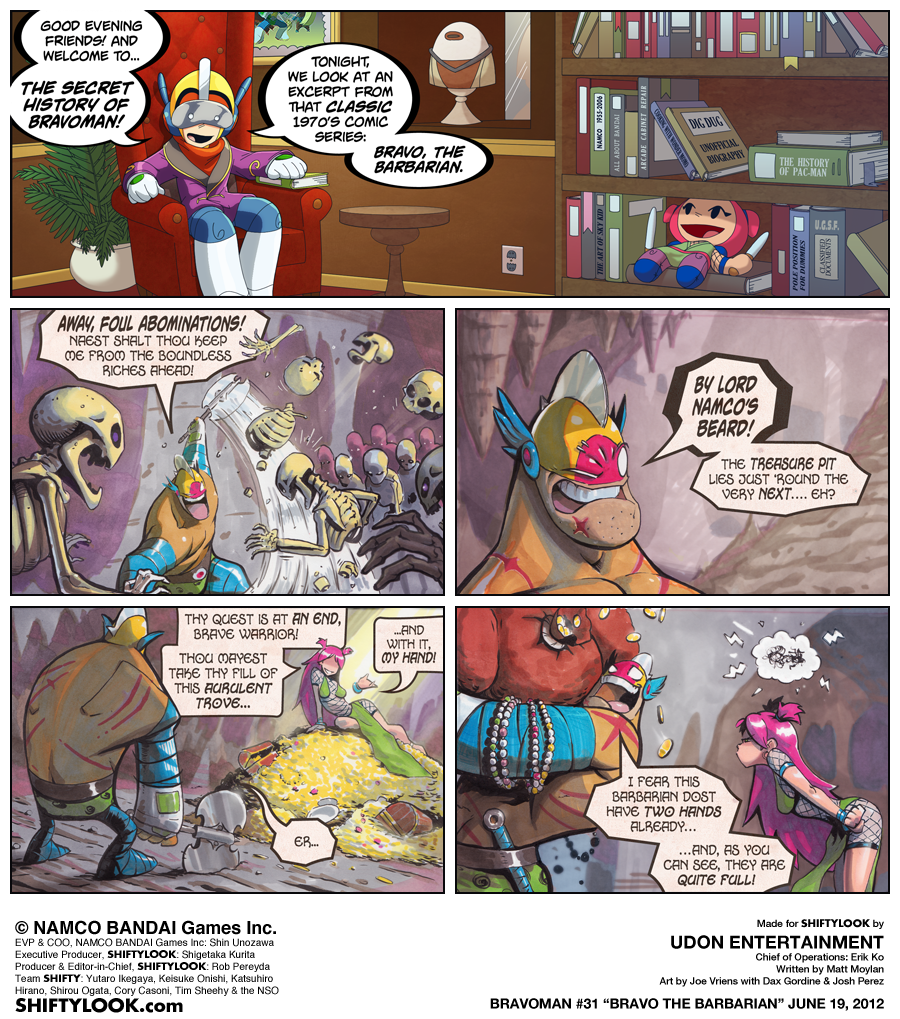 GOOD EVENING
FRIENDS! AND
WELCOME TO...
THE SECRET
HISTORY OF
BRAVOMAN!
TONIGHT,
WE LOOK AT AN
EXCERPT FROM
THAT CLASSIC
1970'S COMIC
SERIES:
BRAVO, THE
BARBARIAN.
NAMCO 1955-2006
ALL ABOUT BANDAI
ARCADE CABINET REPAIR
DIG DUG
UNOFFICIAL
BIOGRAPHY
THE HISTORY
OF PAC-MAN
THE ART OF SKY KID
POLE POSITION
FOR DUMMIES
U.G.S.F.
CLASSIFIED
DOCUMENTS
AWAY, FOUL ABOMINATIONS!
NAEST SHALT THOU KEEP
ME FROM THE BOUNDLESS
RICHES AHEAD!
BY LORD
NAMCO'S
BEARD!
THE TREASURE PIT
LIES JUST 'ROUND THE
VERY NEXT.... EH?
THY QUEST IS AT AN END,
BRAVE WARRIOR!
THOU MAYEST
TAKE THY FILL OF
THIS AURULENT
TROVE...
...AND
WITH IT,
MY HAND!
ER...
I FEAR THIS
BARBARIAN DOST
HAVE TWO HANDS
ALREADY...
...AND, AS YOU
CAN SEE, THEY ARE
QUITE FULL!
© NAMCO BANDAI Games Inc.
EVP & COO, NAMCO BANDAI Games Inc: Shin Unozawa
Executive Producer, SHIFTYLOOK: Shigetaka Kurita
Producer & Editor-in-Chief, SHIFTYLOOK: Rob Pereyda
Team SHIFTY: Yutaro Ikegaya, Keisuke Onishi, Katsuhiro
Hirano, Shirou Ogata, Cory Casoni, Tim Sheehy & the NSO
SHIFTYLOOK.com
Made for SHIFTYLOOK by
UDON ENTERTAINMENT
Chief of Operations: Erik Ko
Written by Matt Moylan
Art by Joe Vriens with Dax Gordine & Josh Perez
BRAVOMAN #31 “BRAVO THE BARBARIAN” JUNE 19, 2012